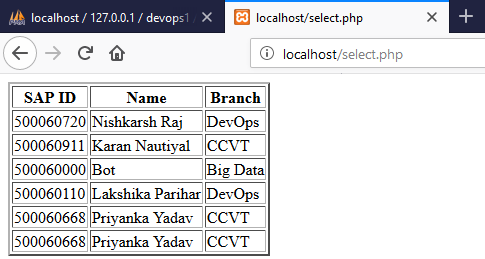 localhost / 127.0.0.1 / devops1
localhost/select.php
localhost/select.php
SAP ID Name Branch
500060720 Nishkarsh Raj DevOps
500060911 Karan Nautiyal CCVT
500060000 Bot Big Data
500060110 Lakshika Parihar DevOps
500060668 Priyanka Yadav CCVT
500060668 Priyanka Yadav CCVT